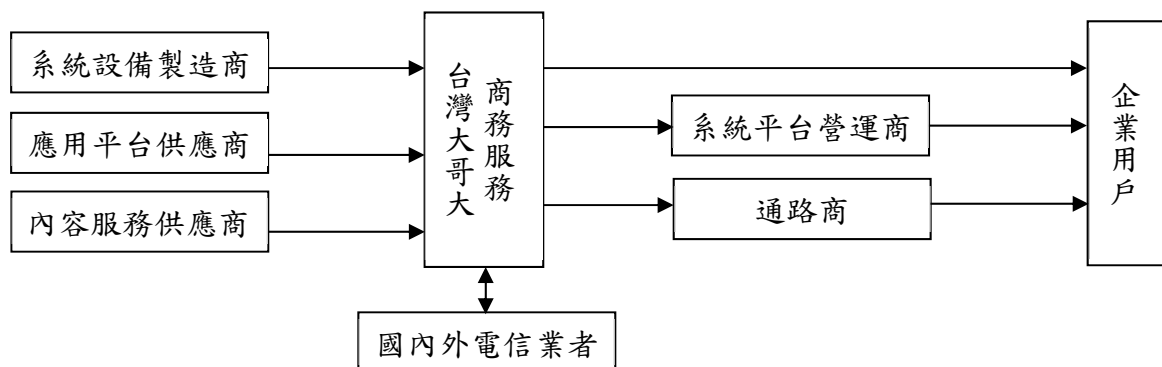 系統設備製造商
應用平台供應商
內容服務供應商
台灣大哥大
商務服務
系統平台營運商
通路商
企業用戶
國內外電信業者